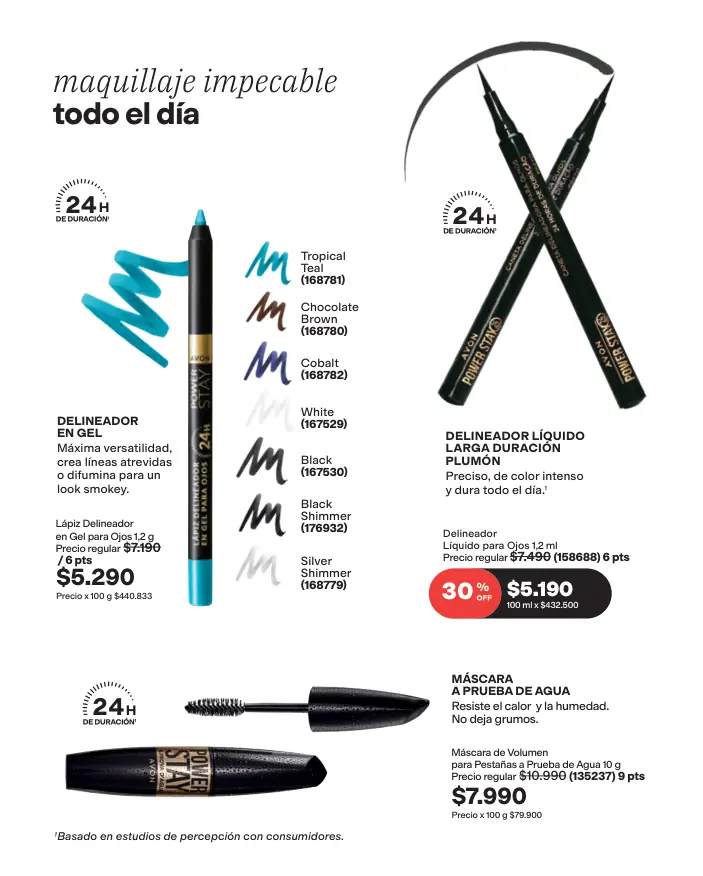 maquillaje impecable
todo el día
24H
DE DURACIÓN¹
24H
DE DURACIÓN¹
Tropical
Teal
(168781)
Chocolate
Brown
(168780)
Cobalt
(168782)
White
(167529)
Black
(167530)
Black
Shimmer
(176932)
Silver
Shimmer
(168779)
AVON
POWER
STAY
24H
LÁPIZ DELINEADOR
EN GEL PARA OJOS
AVON
POWER STAY
24 HORAS DE DURAÇÃO
AVON
POWER STAY
DELINEADOR
EN GEL
Máxima versatilidad,
crea líneas atrevidas
o difumina para un
look smokey.
Lápiz Delineador
en Gel para Ojos 1,2 g
Precio regular $7.190
/ 6 pts
$5.290
Precio x 100 g $440.833
DELINEADOR LÍQUIDO
LARGA DURACIÓN
PLUMÓN
Preciso, de color intenso
y dura todo el día.¹
Delineador
Líquido para Ojos 1,2 ml
Precio regular $7.490 (158688) 6 pts
30% OFF
$5.190
100 ml x $432.500
24H
DE DURACIÓN¹
POWER
STAY
AVON
MÁSCARA
A PRUEBA DE AGUA
Resiste el calor y la humedad.
No deja grumos.
Máscara de Volumen
para Pestañas a Prueba de Agua 10 g
Precio regular $10.990 (135237) 9 pts
$7.990
Precio x 100 g $79.900
¹Basado en estudios de percepción con consumidores.